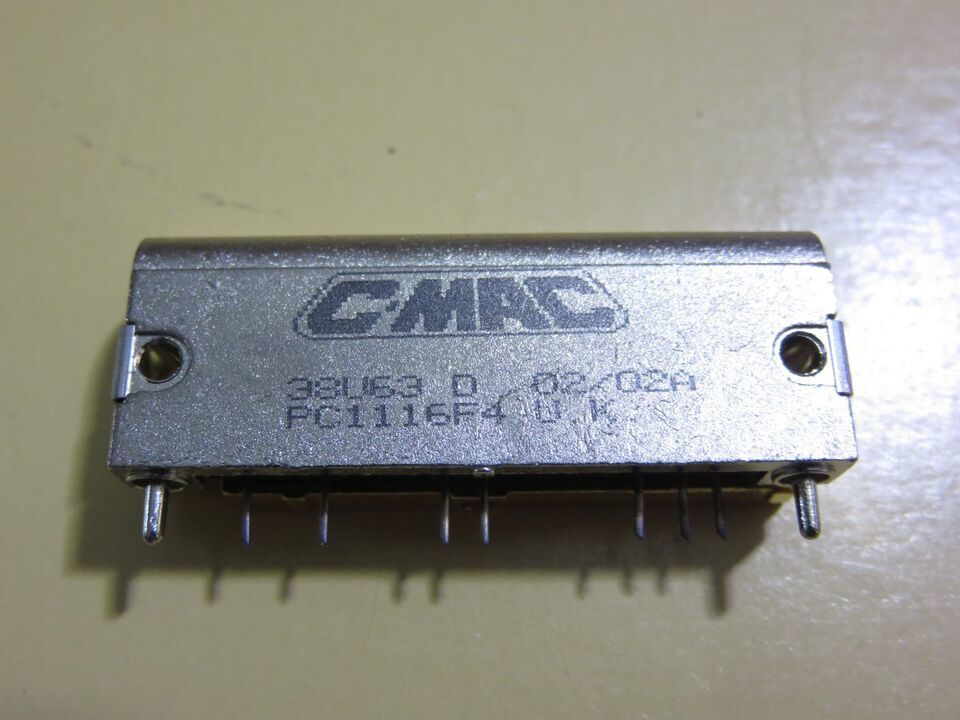 C-MAC
38U63 D 02/02A
PC1116F4 U.K.